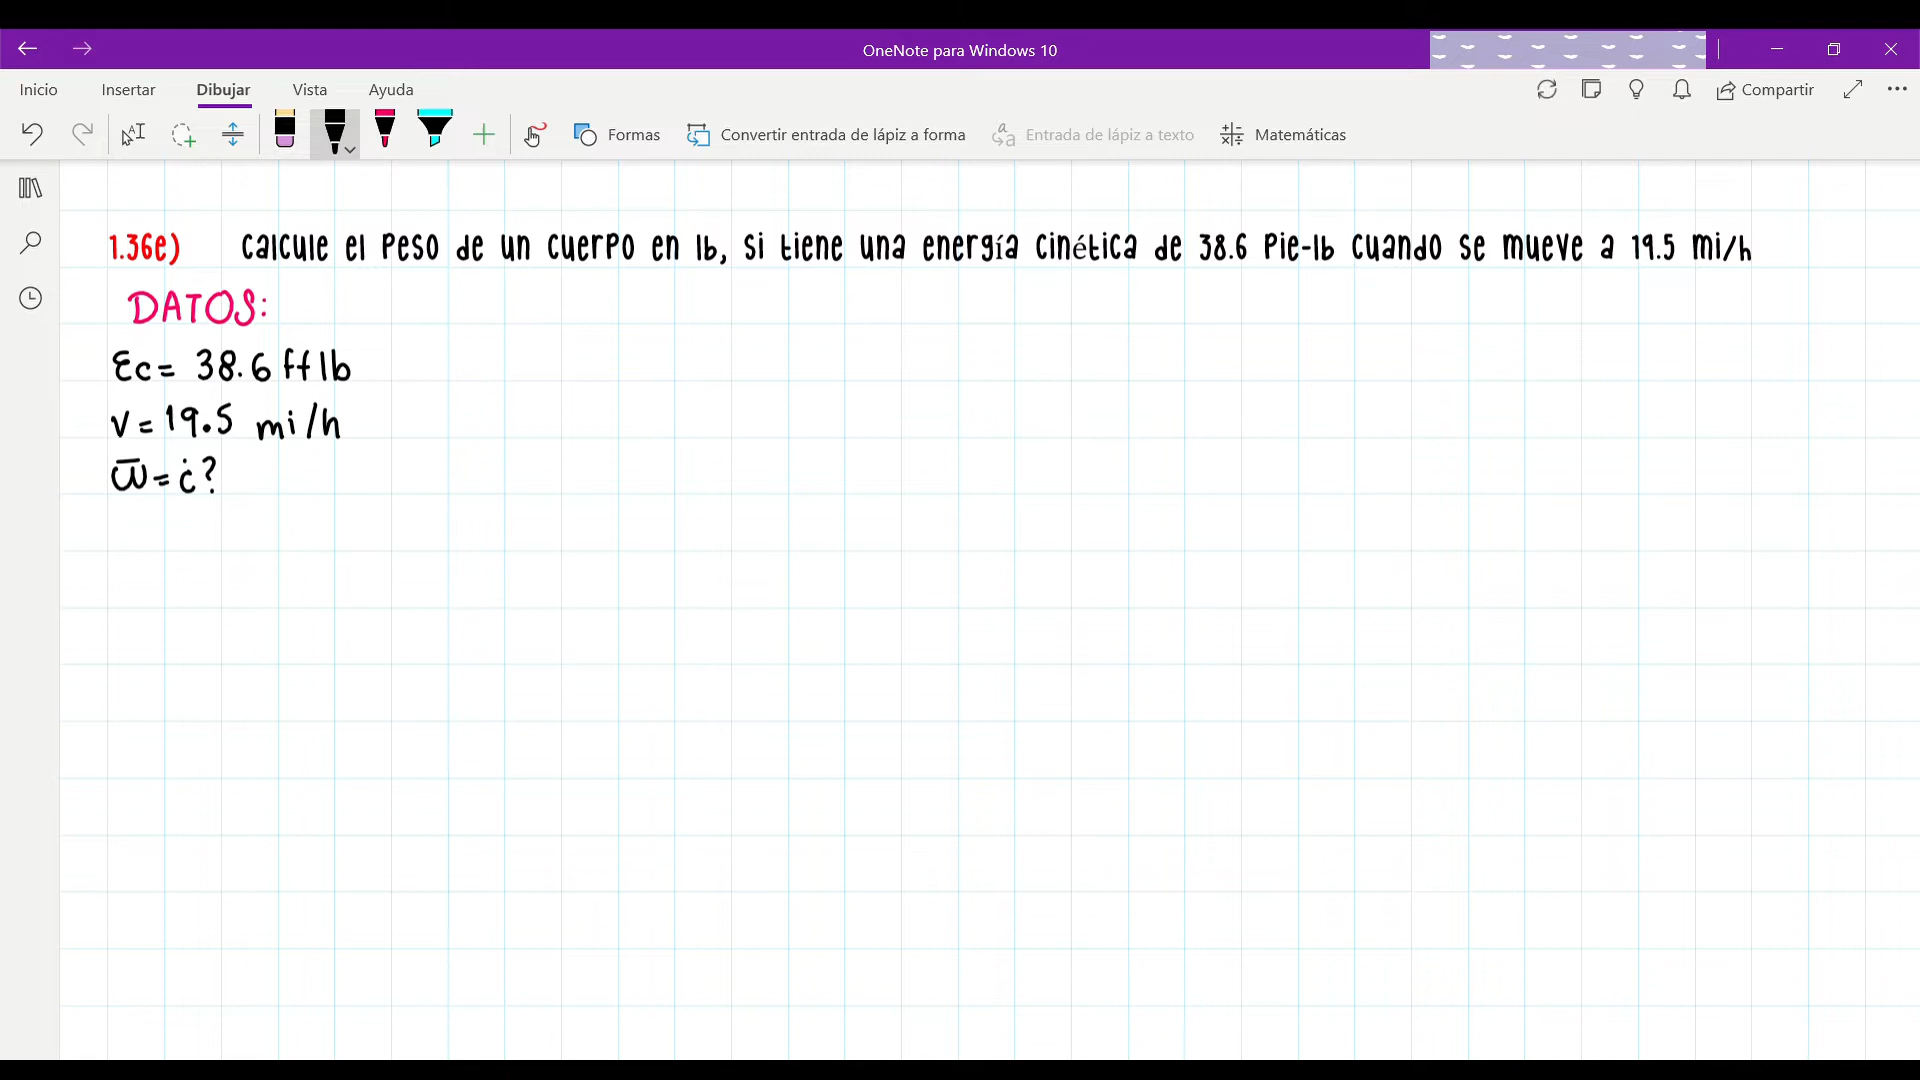 OneNote para Windows 10
Inicio Insertar Dibujar Vista Ayuda Compartir
Formas Convertir entrada de lápiz a forma Entrada de lápiz a texto Matemáticas
1.36e) Calcule el peso de un cuerpo en lb, si tiene una energía cinética de 38.6 Pie-lb cuando se mueve a 19.5 mi/h
DATOS:
Ec = 38.6 ft lb
v = 19.5 mi/h
ω̅ = ¿?